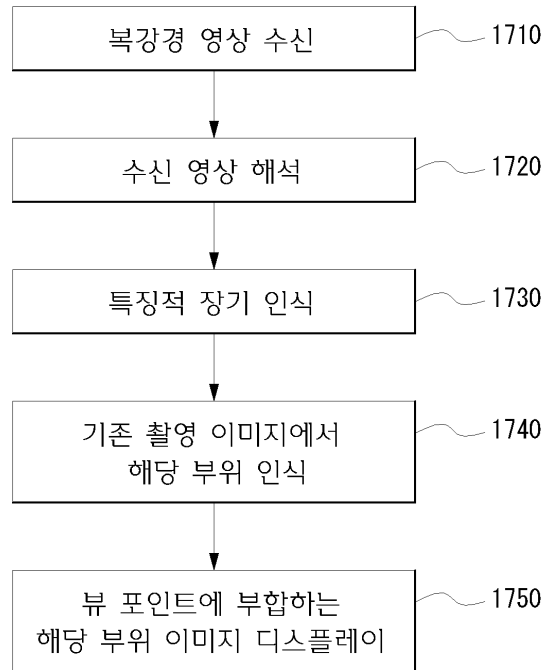 복강경 영상 수신
1710
수신 영상 해석
1720
특징적 장기 인식
1730
기존 촬영 이미지에서
해당 부위 인식
1740
뷰 포인트에 부합하는
해당 부위 이미지 디스플레이
1750